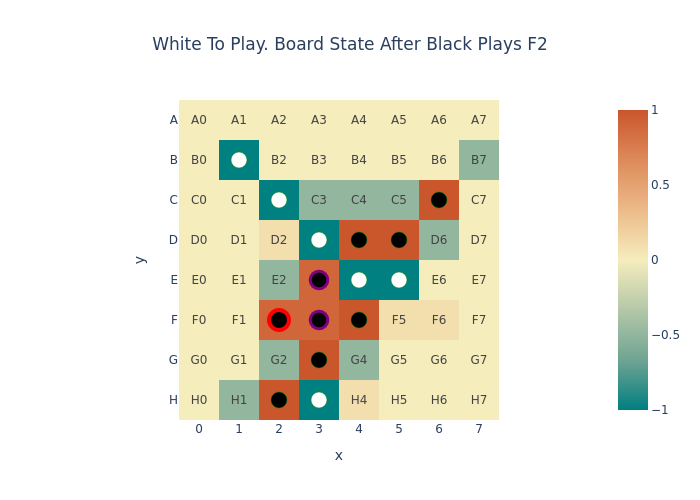 White To Play. Board State After Black Plays F2
A A0 A1 A2 A3 A4 A5 A6 A7
B B0 B2 B3 B4 B5 B6 B7
C C0 C1 C3 C4 C5 C7
D D0 D1 D2 D6 D7
E E0 E1 E2 E6 E7
F F0 F1 F5 F6 F7
G G0 G1 G2 G4 G5 G6 G7
H H0 H1 H4 H5 H6 H7
0 1 2 3 4 5 6 7
x
y
1
0.5
0
−0.5
−1